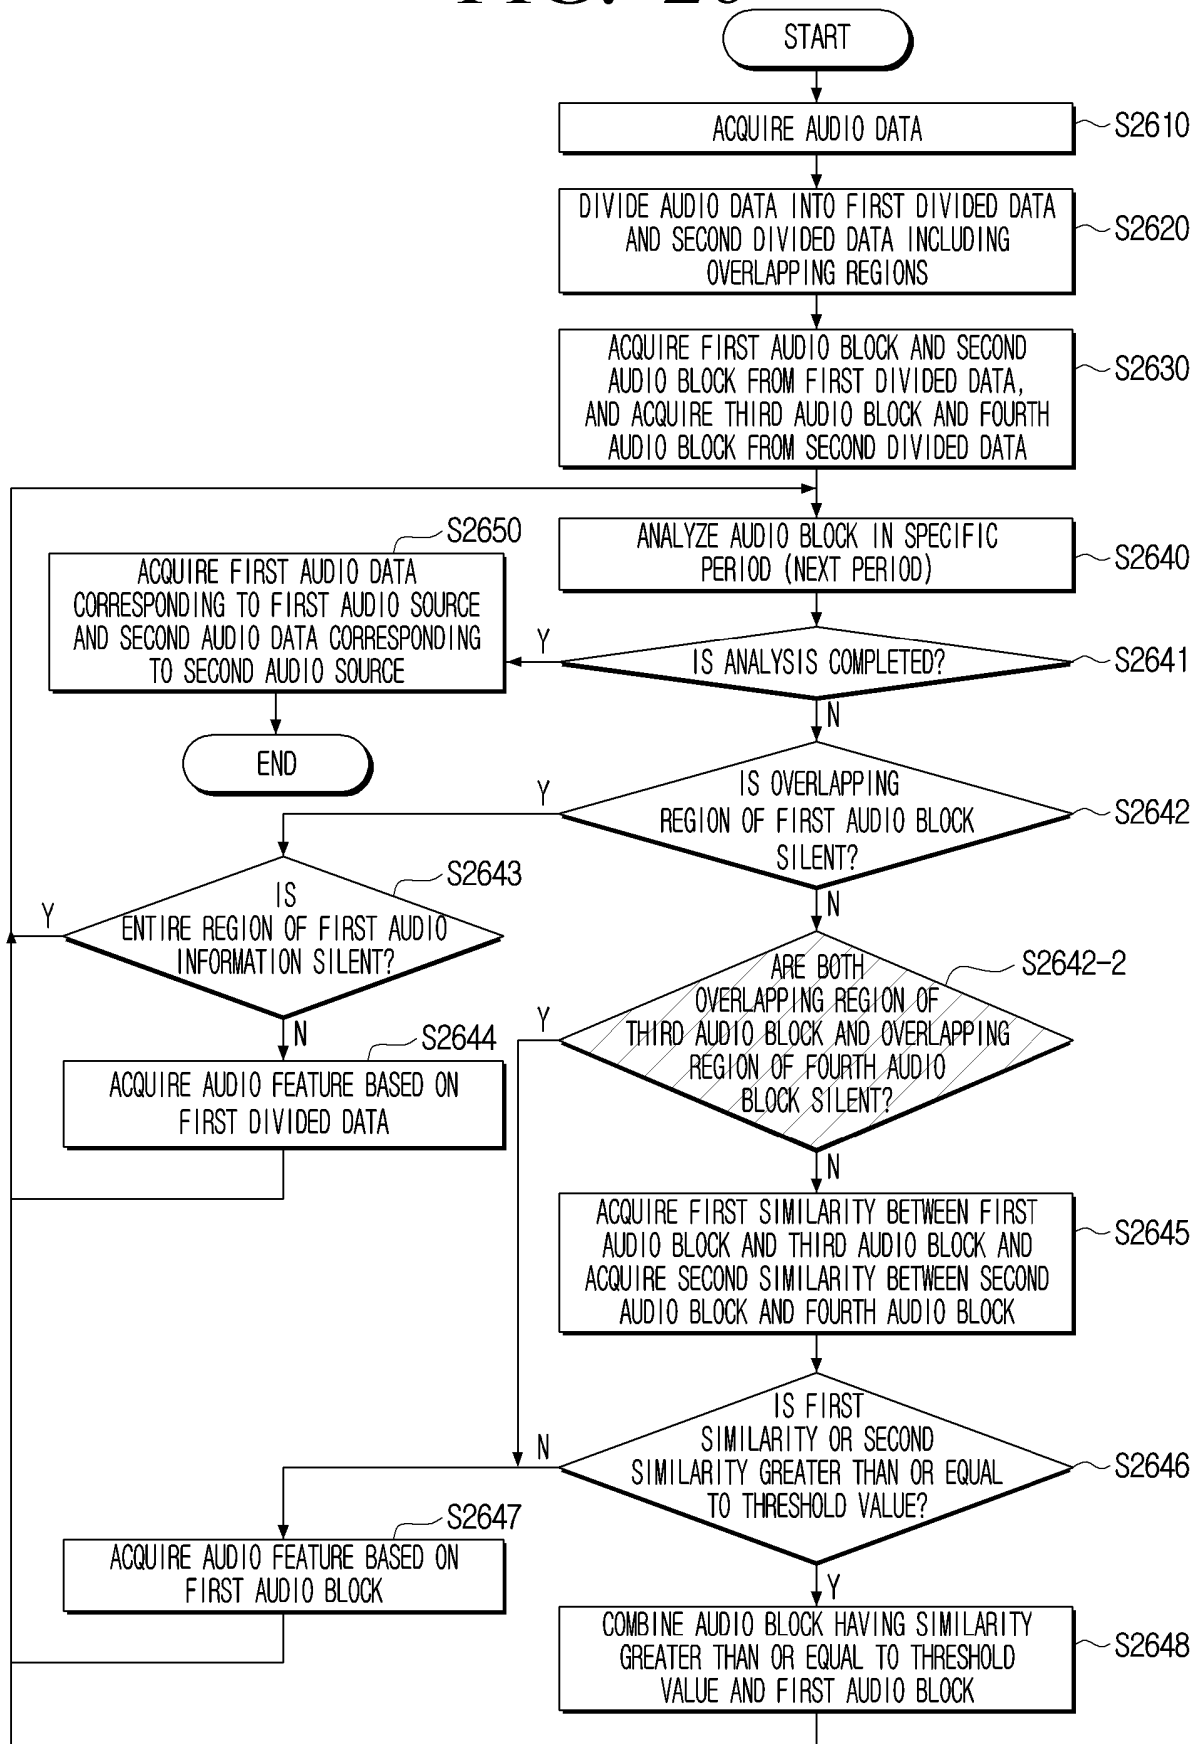 START
ACQUIRE AUDIO DATA
S2610
DIVIDE AUDIO DATA INTO FIRST DIVIDED DATA
AND SECOND DIVIDED DATA INCLUDING
OVERLAPPING REGIONS
S2620
ACQUIRE FIRST AUDIO BLOCK AND SECOND
AUDIO BLOCK FROM FIRST DIVIDED DATA,
AND ACQUIRE THIRD AUDIO BLOCK AND FOURTH
AUDIO BLOCK FROM SECOND DIVIDED DATA
S2630
ANALYZE AUDIO BLOCK IN SPECIFIC
PERIOD (NEXT PERIOD)
S2640
S2650
ACQUIRE FIRST AUDIO DATA
CORRESPONDING TO FIRST AUDIO SOURCE
AND SECOND AUDIO DATA CORRESPONDING
TO SECOND AUDIO SOURCE
Y
IS ANALYSIS COMPLETED?
S2641
N
END
Y
IS OVERLAPPING
REGION OF FIRST AUDIO BLOCK
SILENT?
S2642
N
S2643
Y
IS
ENTIRE REGION OF FIRST AUDIO
INFORMATION SILENT?
N
S2642-2
Y
ARE BOTH
OVERLAPPING REGION OF
THIRD AUDIO BLOCK AND OVERLAPPING
REGION OF FOURTH AUDIO
BLOCK SILENT?
N
S2644
ACQUIRE AUDIO FEATURE BASED ON
FIRST DIVIDED DATA
ACQUIRE FIRST SIMILARITY BETWEEN FIRST
AUDIO BLOCK AND THIRD AUDIO BLOCK AND
ACQUIRE SECOND SIMILARITY BETWEEN SECOND
AUDIO BLOCK AND FOURTH AUDIO BLOCK
S2645
N
IS FIRST
SIMILARITY OR SECOND
SIMILARITY GREATER THAN OR EQUAL
TO THRESHOLD VALUE?
S2646
Y
S2647
ACQUIRE AUDIO FEATURE BASED ON
FIRST AUDIO BLOCK
COMBINE AUDIO BLOCK HAVING SIMILARITY
GREATER THAN OR EQUAL TO THRESHOLD
VALUE AND FIRST AUDIO BLOCK
S2648